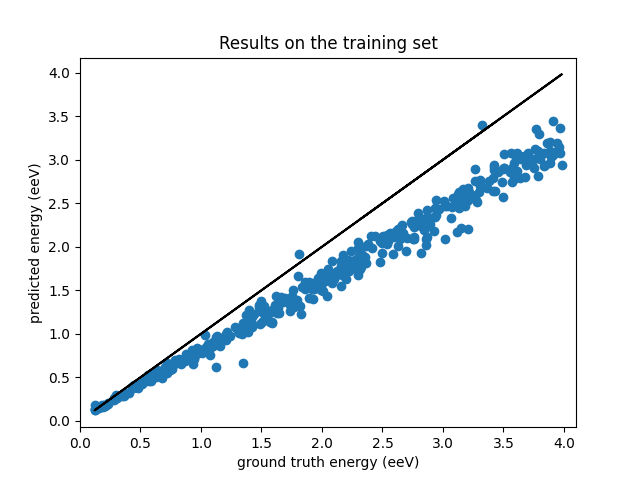 Results on the training set
4.0
3.5
3.0
2.5
2.0
1.5
1.0
0.5
0.0
predicted energy (eeV)
0.0 0.5 1.0 1.5 2.0 2.5 3.0 3.5 4.0
ground truth energy (eeV)